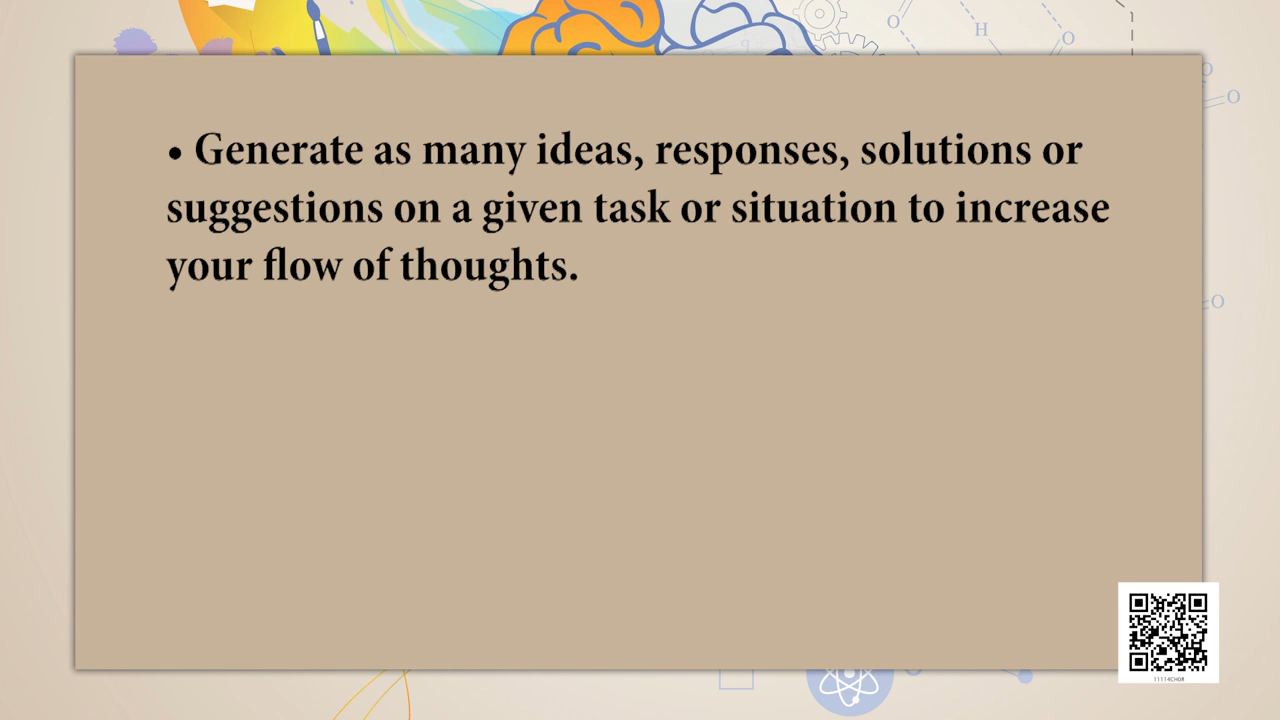 O
H
O
O
O
• Generate as many ideas, responses, solutions or
suggestions on a given task or situation to increase
your flow of thoughts.
O
11114CH08